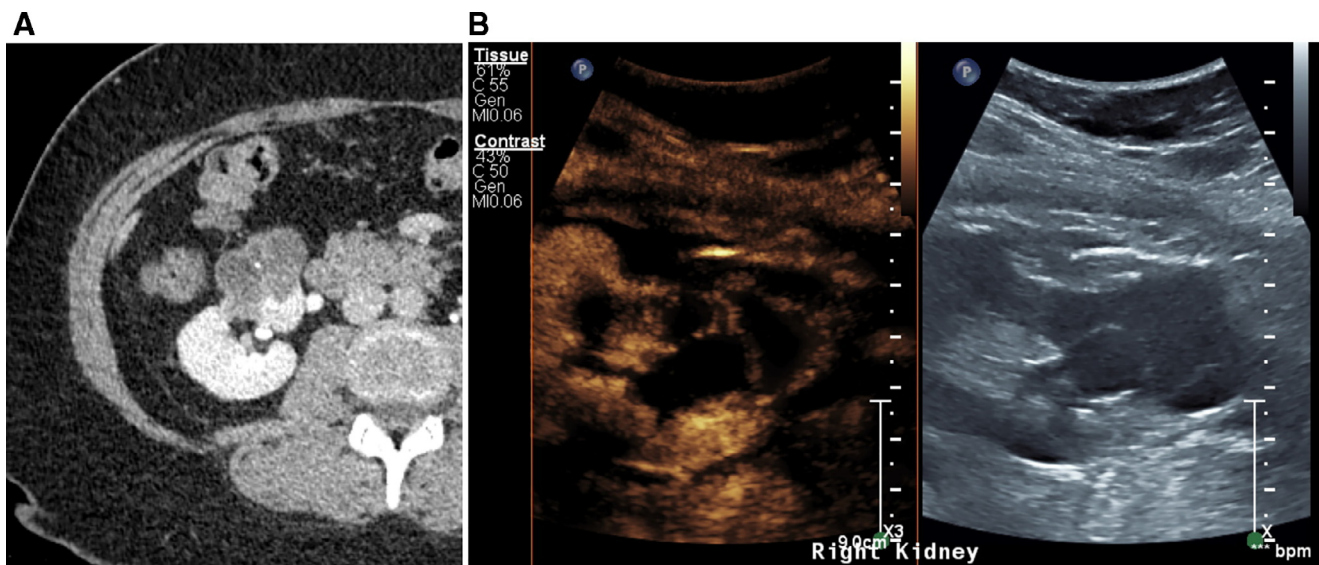 A
B
Tissue
61%
C 55
Gen
MI0.06
Contrast
43%
C 50
Gen
MI0.06
P
P
X3
9.0cm
X
*** bpm
Right Kidney